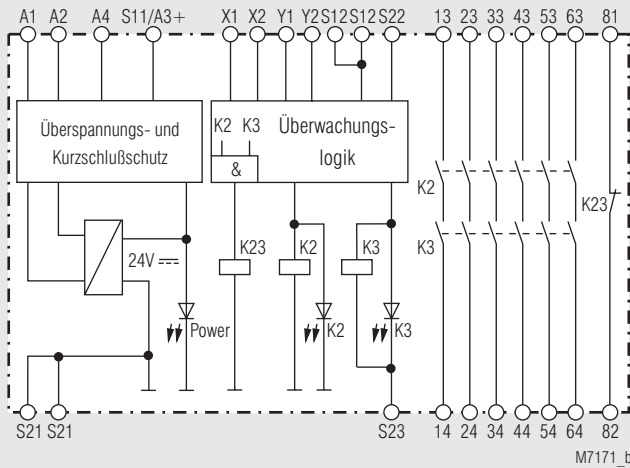 A1 A2 A4 S11/A3+ X1 X2 Y1 Y2 S12 S12 S22 13 23 33 43 53 63 81
Überspannungs- und
Kurzschlußschutz
K2 K3
Überwachungs-
logik
&
K2
K23
24V
K23
K2
K3
K3
Power
K2
K3
S21 S21 S23 14 24 34 44 54 64 82
M7171_b